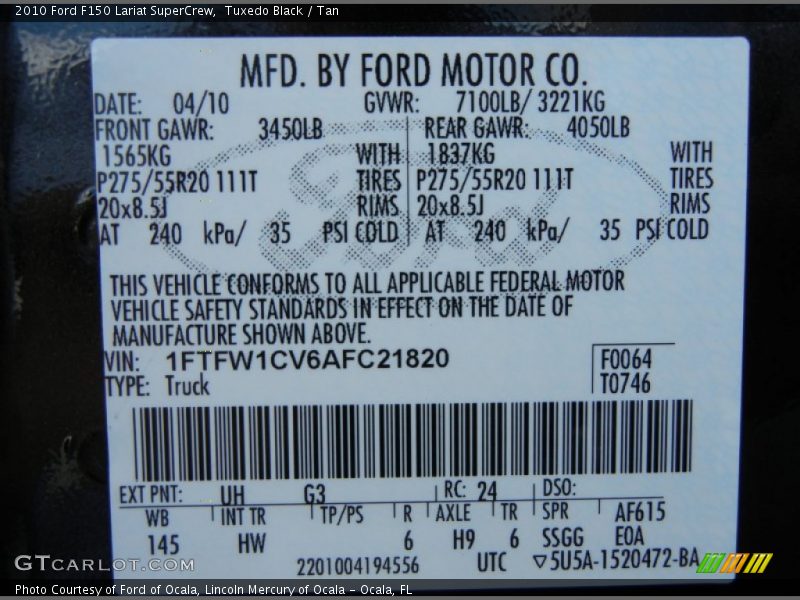 2010 Ford F150 Lariat SuperCrew,  Tuxedo Black / Tan
MFD. BY FORD MOTOR CO.
DATE: 04/10 GVWR: 7100LB/ 3221KG
FRONT GAWR: 3450LB REAR GAWR: 4050LB
1565KG WITH 1837KG WITH
P275/55R20 111T TIRES P275/55R20 111T TIRES
20x8.5J RIMS 20x8.5J RIMS
AT 240 kPa/ 35 PSI COLD AT 240 kPa/ 35 PSI COLD
Ford
THIS VEHICLE CONFORMS TO ALL APPLICABLE FEDERAL MOTOR
VEHICLE SAFETY STANDARDS IN EFFECT ON THE DATE OF
MANUFACTURE SHOWN ABOVE.
VIN: 1FTFW1CV6AFC21820 F0064
TYPE: Truck T0746
EXT PNT: UH G3 RC: 24 DSO:
WB INT TR TP/PS R AXLE TR SPR AF615
145 HW 6 H9 6 SSGG E0A
2201004194556 UTC ▽5U5A-1520472-BA
GTCARLOT.COM
Photo Courtesy of Ford of Ocala, Lincoln Mercury of Ocala – Ocala, FL